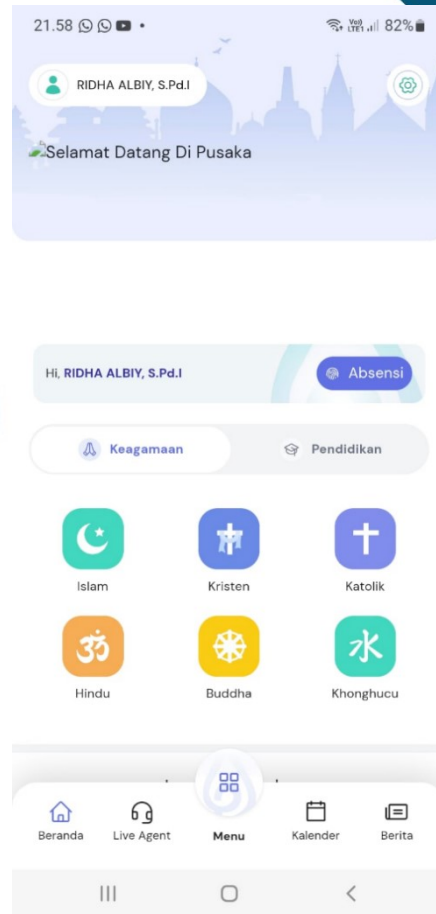 21.58 82%
RIDHA ALBIY, S.Pd.I
Selamat Datang Di Pusaka
Hi, RIDHA ALBIY, S.Pd.I Absensi
Keagamaan Pendidikan
Islam Kristen Katolik
ॐ 水
Hindu Buddha Khonghucu
Beranda Live Agent Menu Kalender Berita